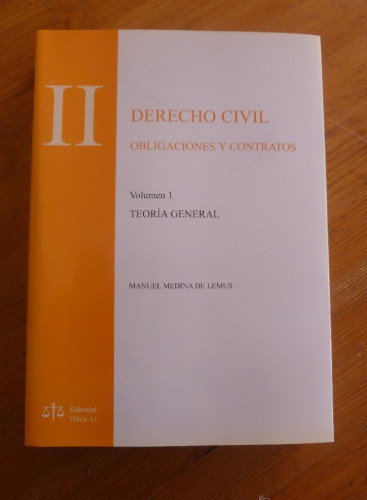 II
DERECHO CIVIL
OBLIGACIONES Y CONTRATOS
Volumen 1
TEORÍA GENERAL
MANUEL MEDINA DE LEMUS
Editorial
Dilex, S.L.